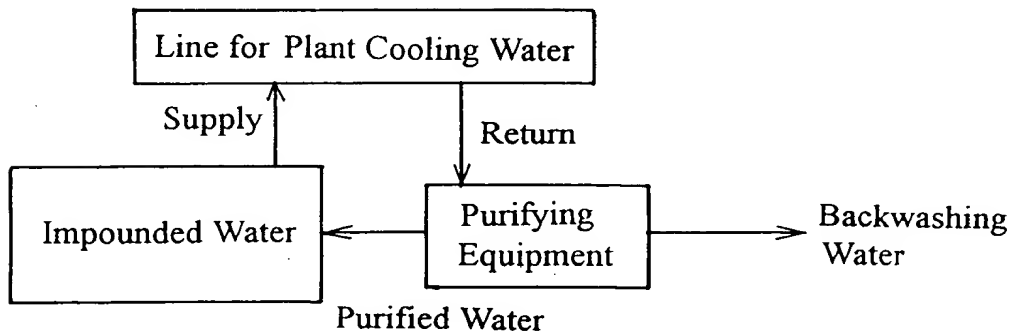 Line for Plant Cooling Water
Supply
Return
Impounded Water
Purifying
Equipment
Backwashing
Water
Purified Water